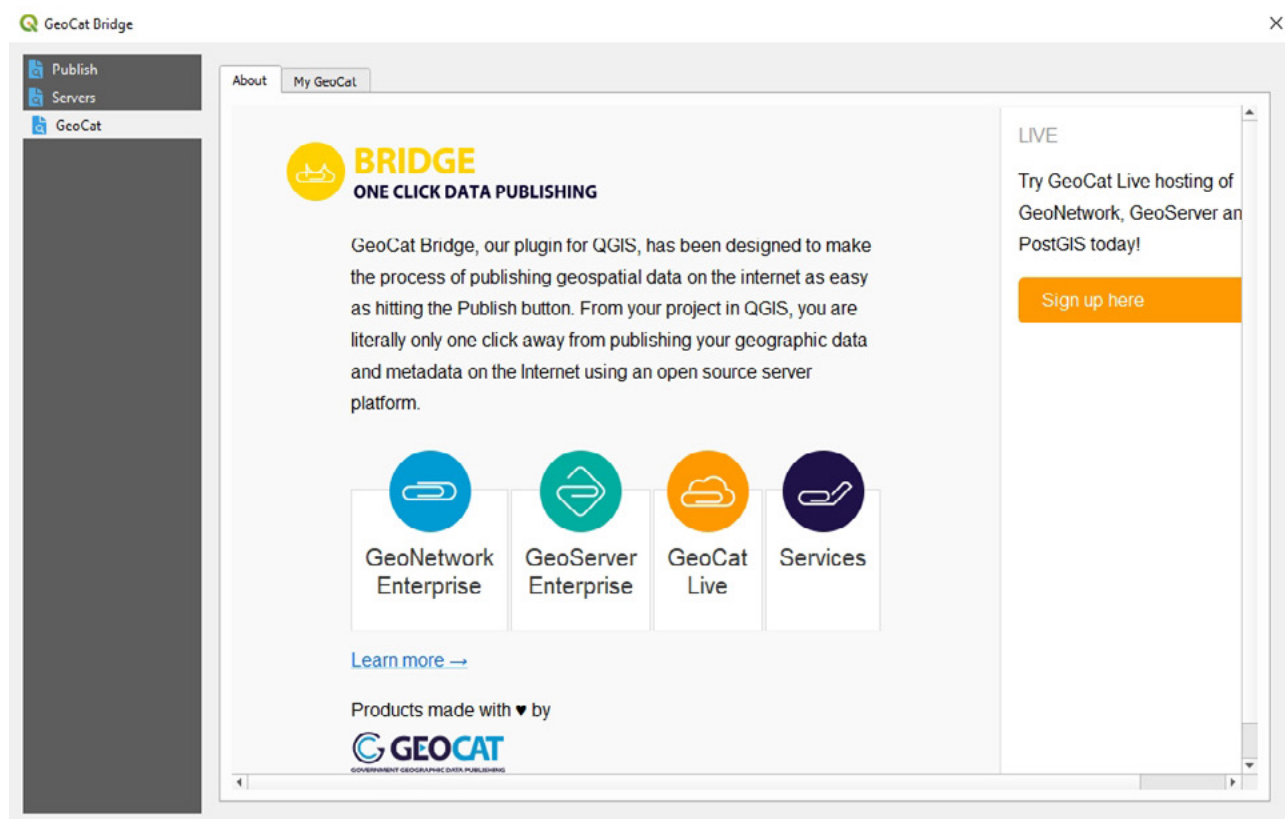 GeoCat Bridge
Publish
Servers
GeoCat
About
My GeoCat
BRIDGE
ONE CLICK DATA PUBLISHING
GeoCat Bridge, our plugin for QGIS, has been designed to make
the process of publishing geospatial data on the internet as easy
as hitting the Publish button. From your project in QGIS, you are
literally only one click away from publishing your geographic data
and metadata on the Internet using an open source server
platform.
GeoNetwork
Enterprise
GeoServer
Enterprise
GeoCat
Live
Services
Learn more →
Products made with ♥ by
GEOCAT
GOVERNMENT GEOGRAPHIC DATA PUBLISHING
LIVE
Try GeoCat Live hosting of
GeoNetwork, GeoServer an
PostGIS today!
Sign up here